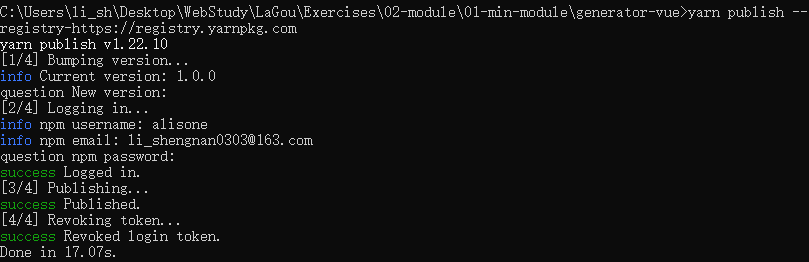 C:\Users\li_sh\Desktop\WebStudy\LaGou\Exercises\02-module\01-min-module\generator-vue>yarn publish --
registry-https://registry.yarnpkg.com
yarn publish v1.22.10
[1/4] Bumping version...
info Current version: 1.0.0
question New version:
[2/4] Logging in...
info npm username: alisone
info npm email: li_shengnan0303@163.com
question npm password:
success Logged in.
[3/4] Publishing...
success Published.
[4/4] Revoking token...
success Revoked login token.
Done in 17.07s.